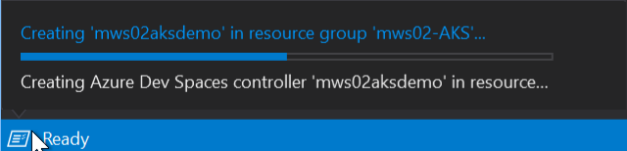 Creating 'mws02aksdemo' in resource group 'mws02-AKS'...
Creating Azure Dev Spaces controller 'mws02aksdemo' in resource...
Ready